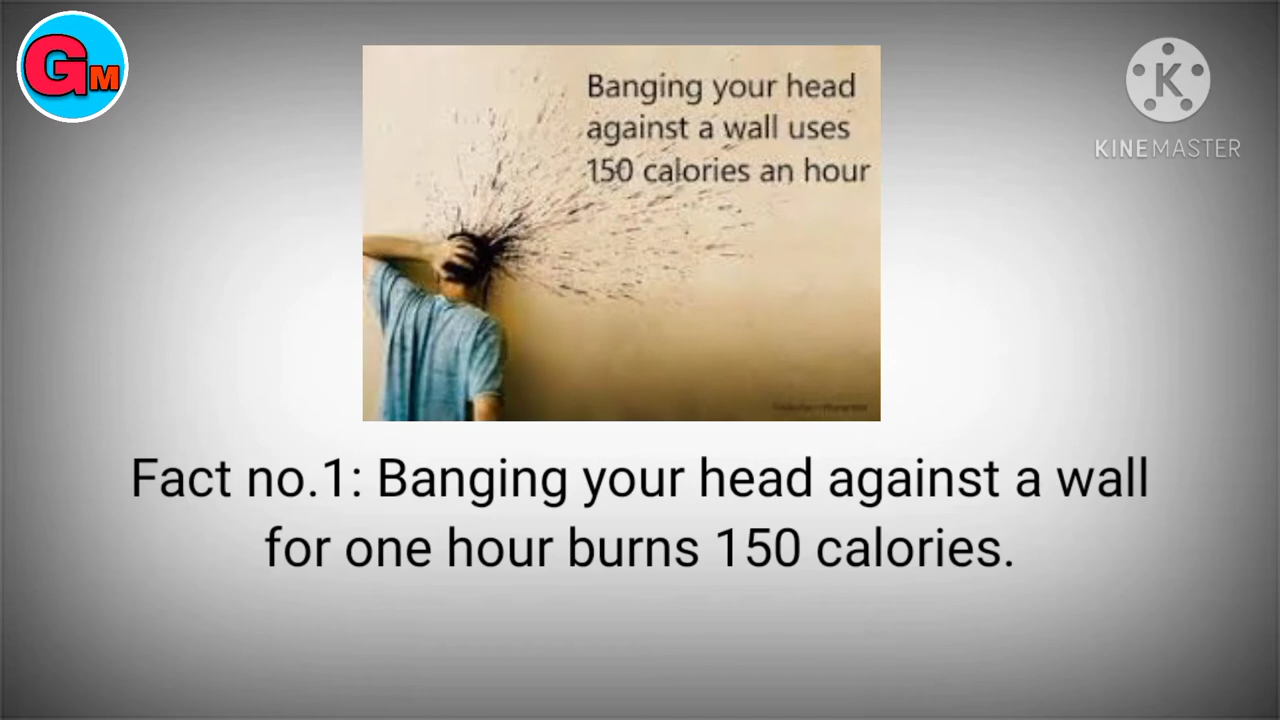 GM
K
KINEMASTER
Banging your head
against a wall uses
150 calories an hour
Fact no.1: Banging your head against a wall
for one hour burns 150 calories.